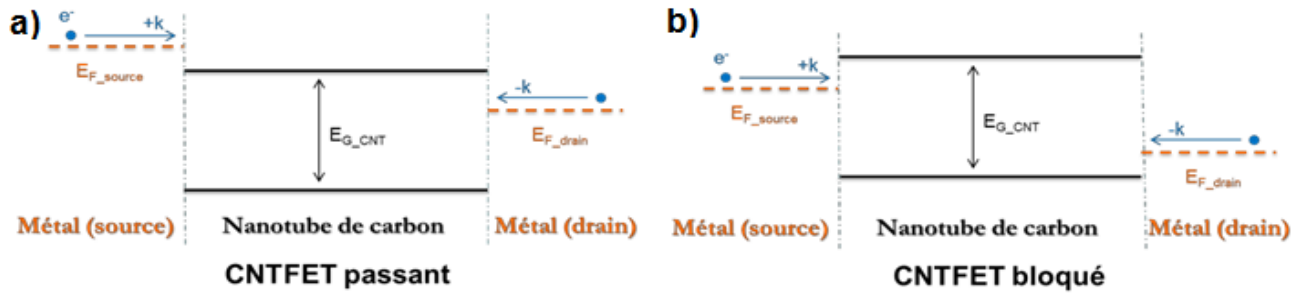 a)
e- +k
E_F_source
-k
E_G_CNT
E_F_drain
Métal (source) Nanotube de carbon Métal (drain)
CNTFET passant
b)
e- +k
E_F_source
E_G_CNT
-k
E_F_drain
Métal (source) Nanotube de carbon Métal (drain)
CNTFET bloqué